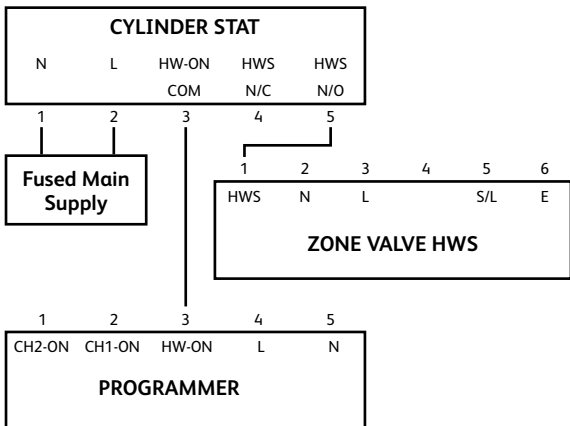 CYLINDER STAT
N L HW-ON HWS HWS
COM N/C N/O
1 2 3 4 5
Fused Main
Supply
1 2 3 4 5 6
HWS N L S/L E
ZONE VALVE HWS
1 2 3 4 5
CH2-ON CH1-ON HW-ON L N
PROGRAMMER